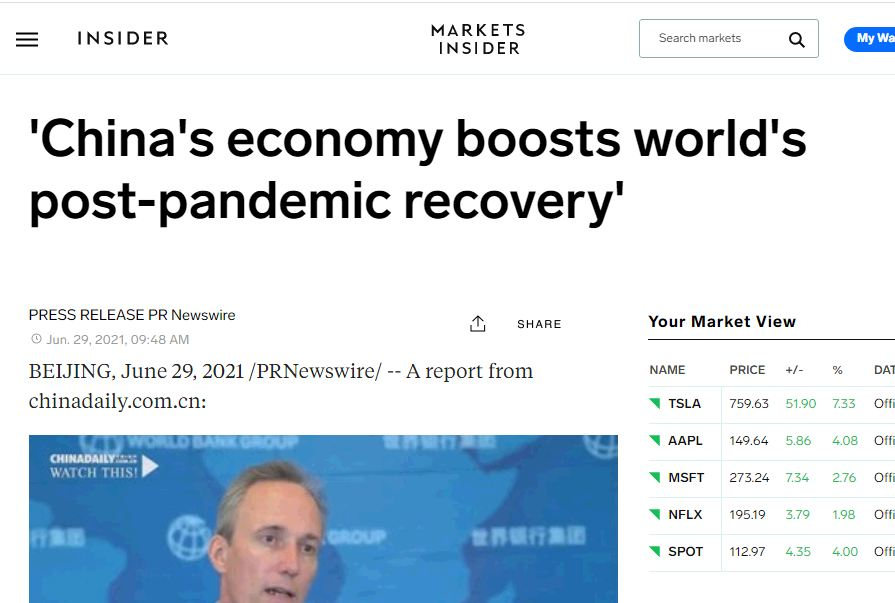 INSIDER
MARKETS
INSIDER
Search markets
My Wa
'China's economy boosts world's
post-pandemic recovery'
PRESS RELEASE PR Newswire
Jun. 29, 2021, 09:48 AM
SHARE
BEIJING, June 29, 2021 /PRNewswire/ -- A report from
chinadaily.com.cn:
WORLD BANK GROUP
世界银行集团
CHINADAILY
WATCH THIS!
行集团
GROUP
世界银行集团
Your Market View
NAME PRICE +/- % DAT
TSLA 759.63 51.90 7.33 Offi
AAPL 149.64 5.86 4.08 Offi
MSFT 273.24 7.34 2.76 Offi
NFLX 195.19 3.79 1.98 Offi
SPOT 112.97 4.35 4.00 Offi